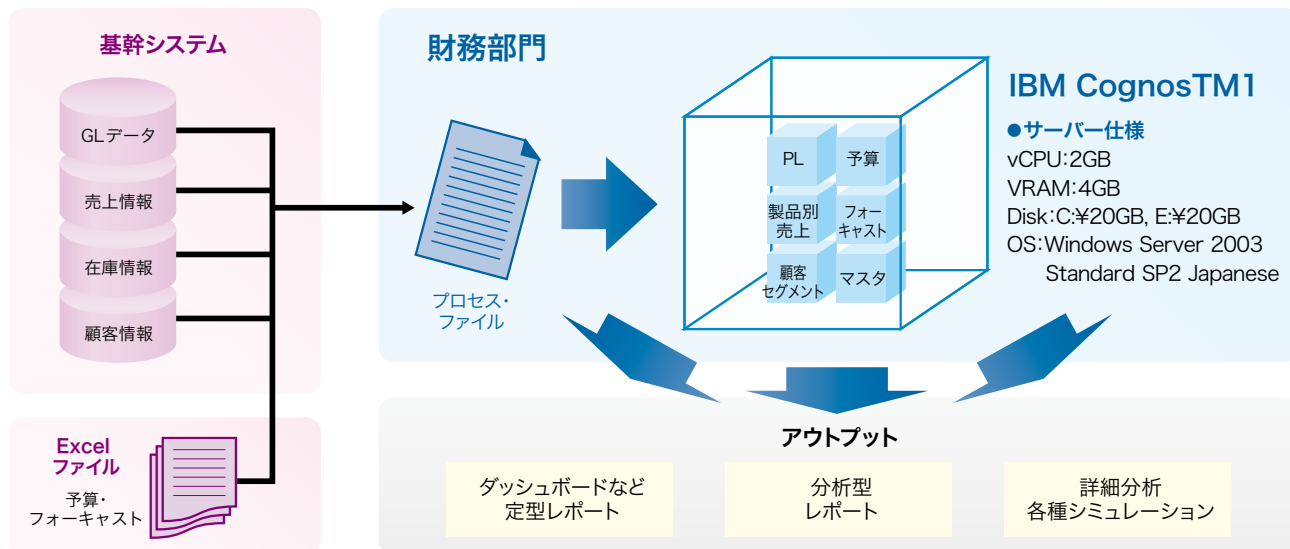 基幹システム
GLデータ
売上情報
在庫情報
顧客情報
Excel
ファイル
予算・
フォーキャスト
財務部門
プロセス・
ファイル
PL
予算
製品別
売上
フォー
キャスト
顧客
セグメント
マスタ
IBM CognosTM1
●サーバー仕様
vCPU:2GB
VRAM:4GB
Disk:C:¥20GB, E:¥20GB
OS:Windows Server 2003
Standard SP2 Japanese
アウトプット
ダッシュボードなど
定型レポート
分析型
レポート
詳細分析
各種シミュレーション